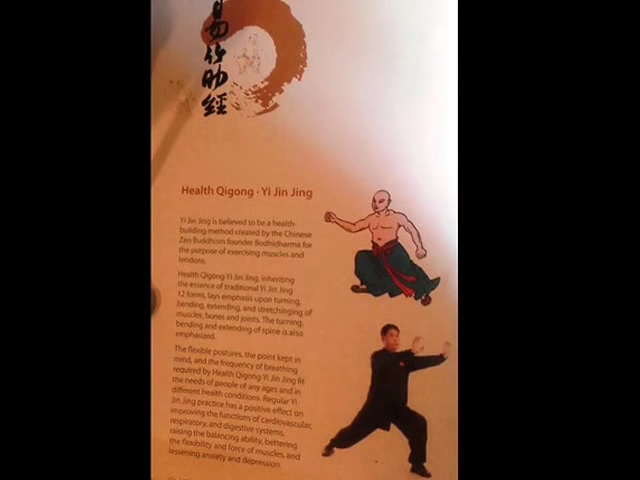 易
筋
經
Health Qigong · Yi Jin Jing
Yi Jin Jing is believed to be a health-
building method created by the Chinese
Zen Buddhism founder Bodhidharma for
the purpose of exercising muscles and
tendons.
Health Qigong Yi Jin Jing, inheriting
the essence of traditional Yi Jin Jing
12 forms, lays emphasis upon turning,
bending, extending, and stretchinging of
muscles, bones and joints. The turning,
bending and extending of spine is also
emphasized.
The flexible postures, the point kept in
mind, and the frequency of breathing
required by Health Qigong Yi Jin Jing fit
the needs of people of any ages and in
different health conditions. Regular Yi
Jin Jing practice has a positive effect on
improving the functions of cardiovascular,
respiratory, and digestive systems,
raising the balancing ability, bettering
the flexibility and force of muscles, and
lessening anxiety and depression.